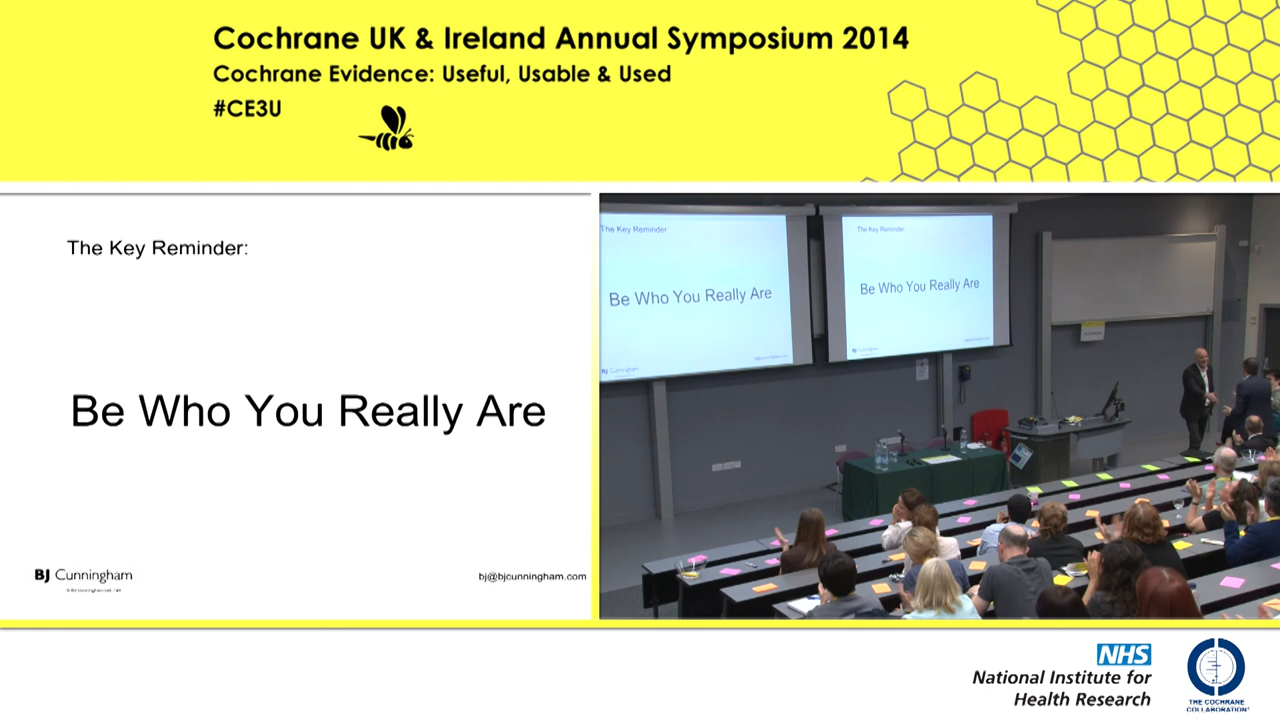 Cochrane UK & Ireland Annual Symposium 2014
Cochrane Evidence: Useful, Usable & Used
#CE3U
The Key Reminder:
Be Who You Really Are
BJ Cunningham
bj@bjcunningham.com
The Key Reminder:
Be Who You Really Are
BJ Cunningham
The Key Reminder:
Be Who You Really Are
NHS
National Institute for
Health Research
THE COCHRANE
COLLABORATION®